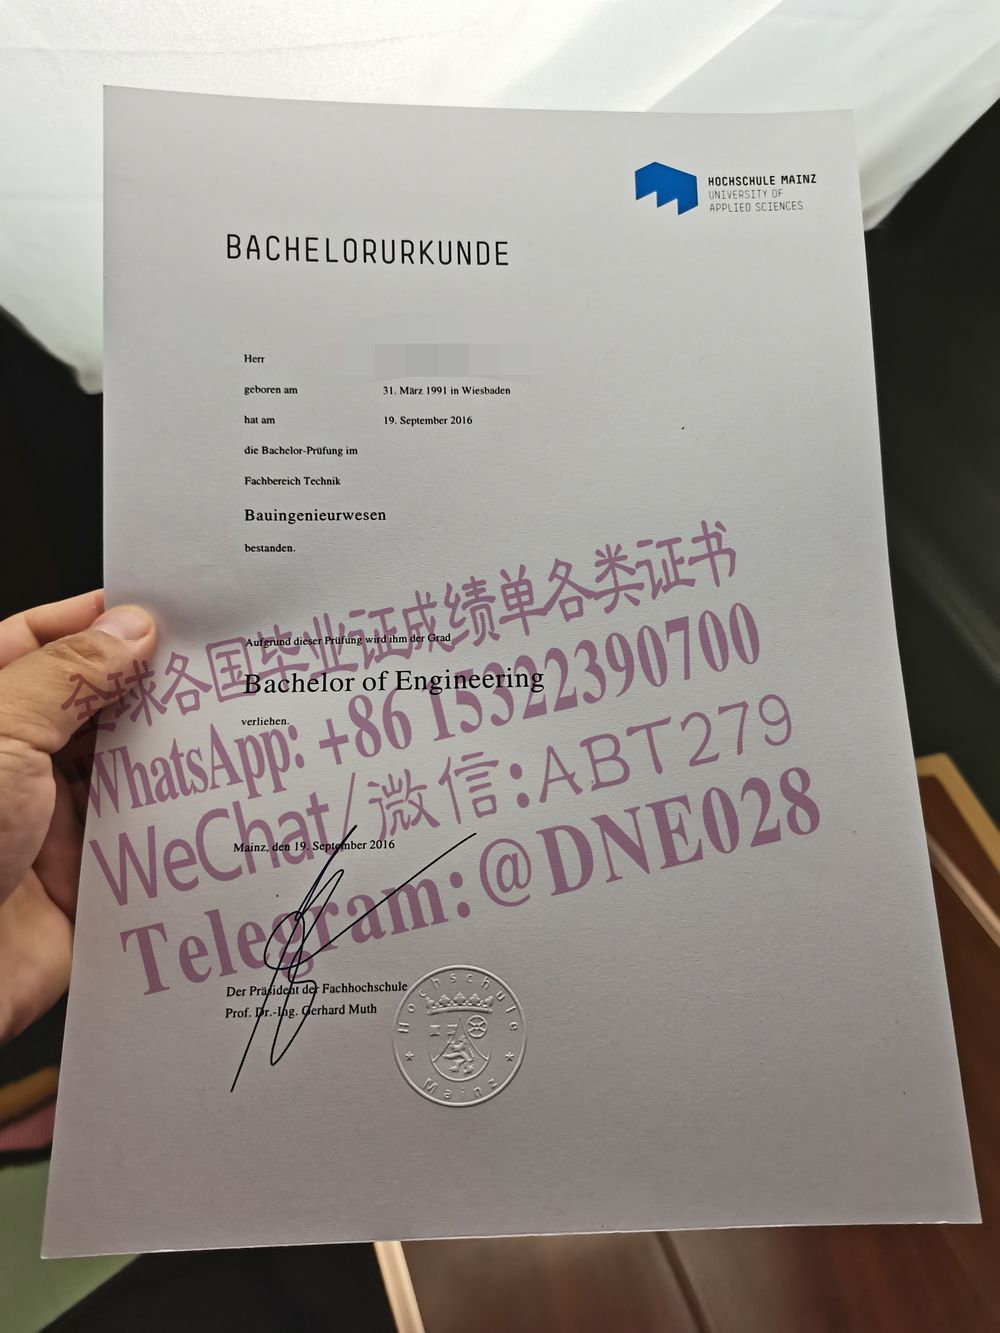 HOCHSCHULE MAINZ
UNIVERSITY OF
APPLIED SCIENCES
BACHELORURKUNDE
Herr
geboren am 31. März 1991 in Wiesbaden
hat am 19. September 2016
die Bachelor-Prüfung im
Fachbereich Technik
Bauingenieurwesen
bestanden.
全球各国毕业证成绩单各类证书
Aufgrund dieser Prüfung wird ihm der Grad
Bachelor of Engineering
verliehen.
WhatsApp: +86 15322390700
WeChat/微信:ABT279
Mainz, den 19. September 2016
Telegram:@DNE028
Der Präsident der Fachhochschule
Prof. Dr.-Ing. Gerhard Muth
Hochschule
Mainz